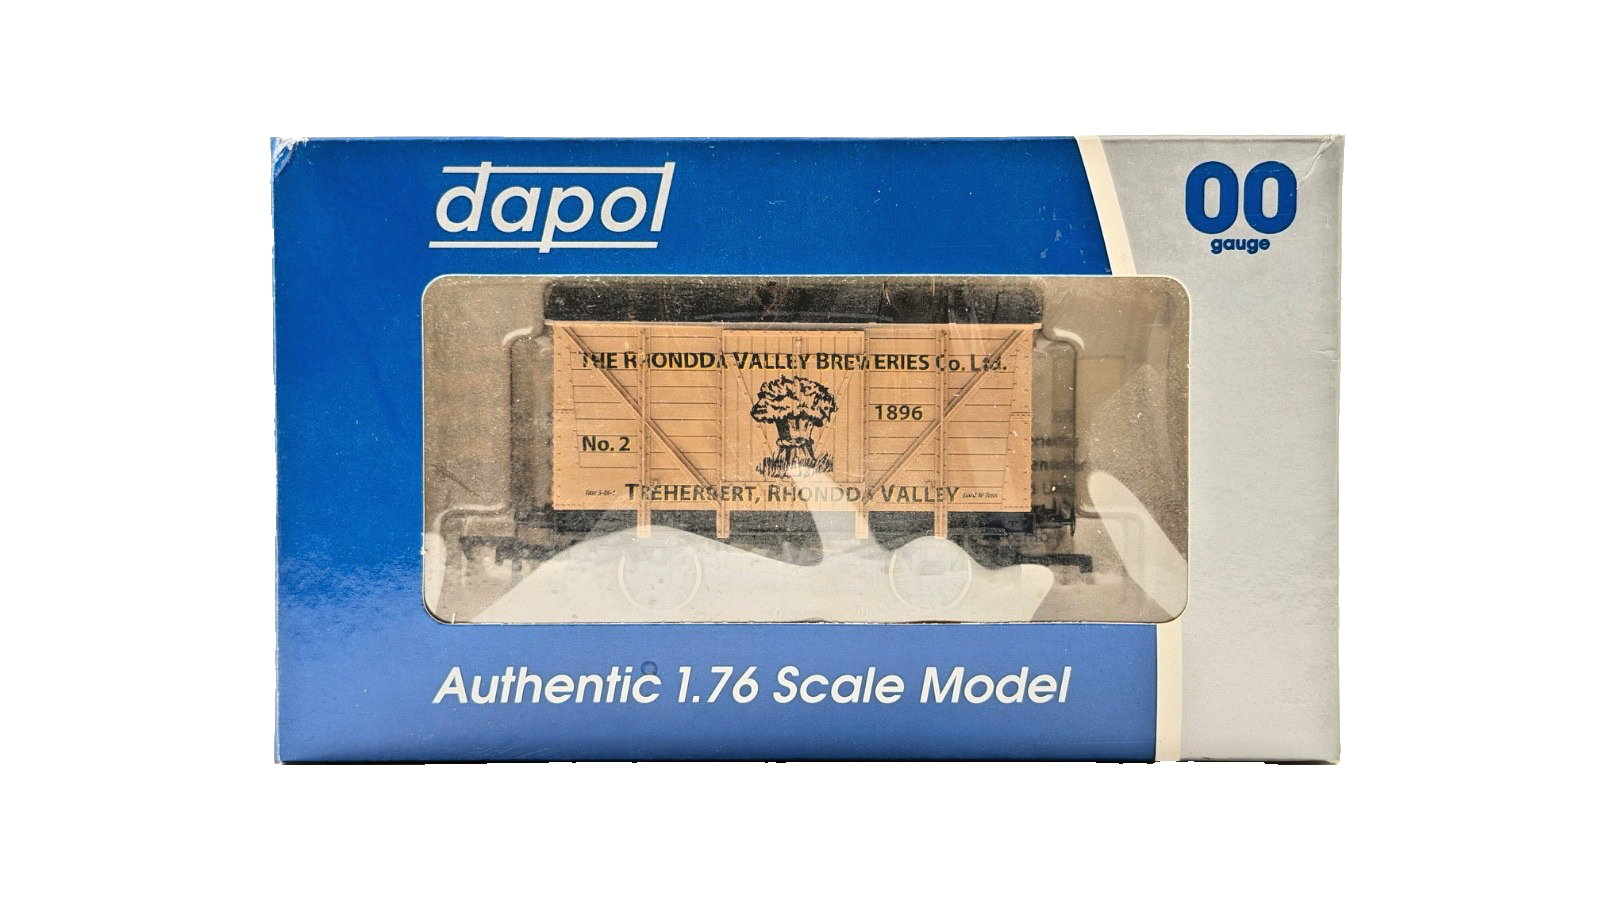 dapol
00
gauge
THE RHONDDA VALLEY BREWERIES Co. Ltd.
1896
No. 2
TREHERBERT, RHONDDA VALLEY
Authentic 1.76 Scale Model